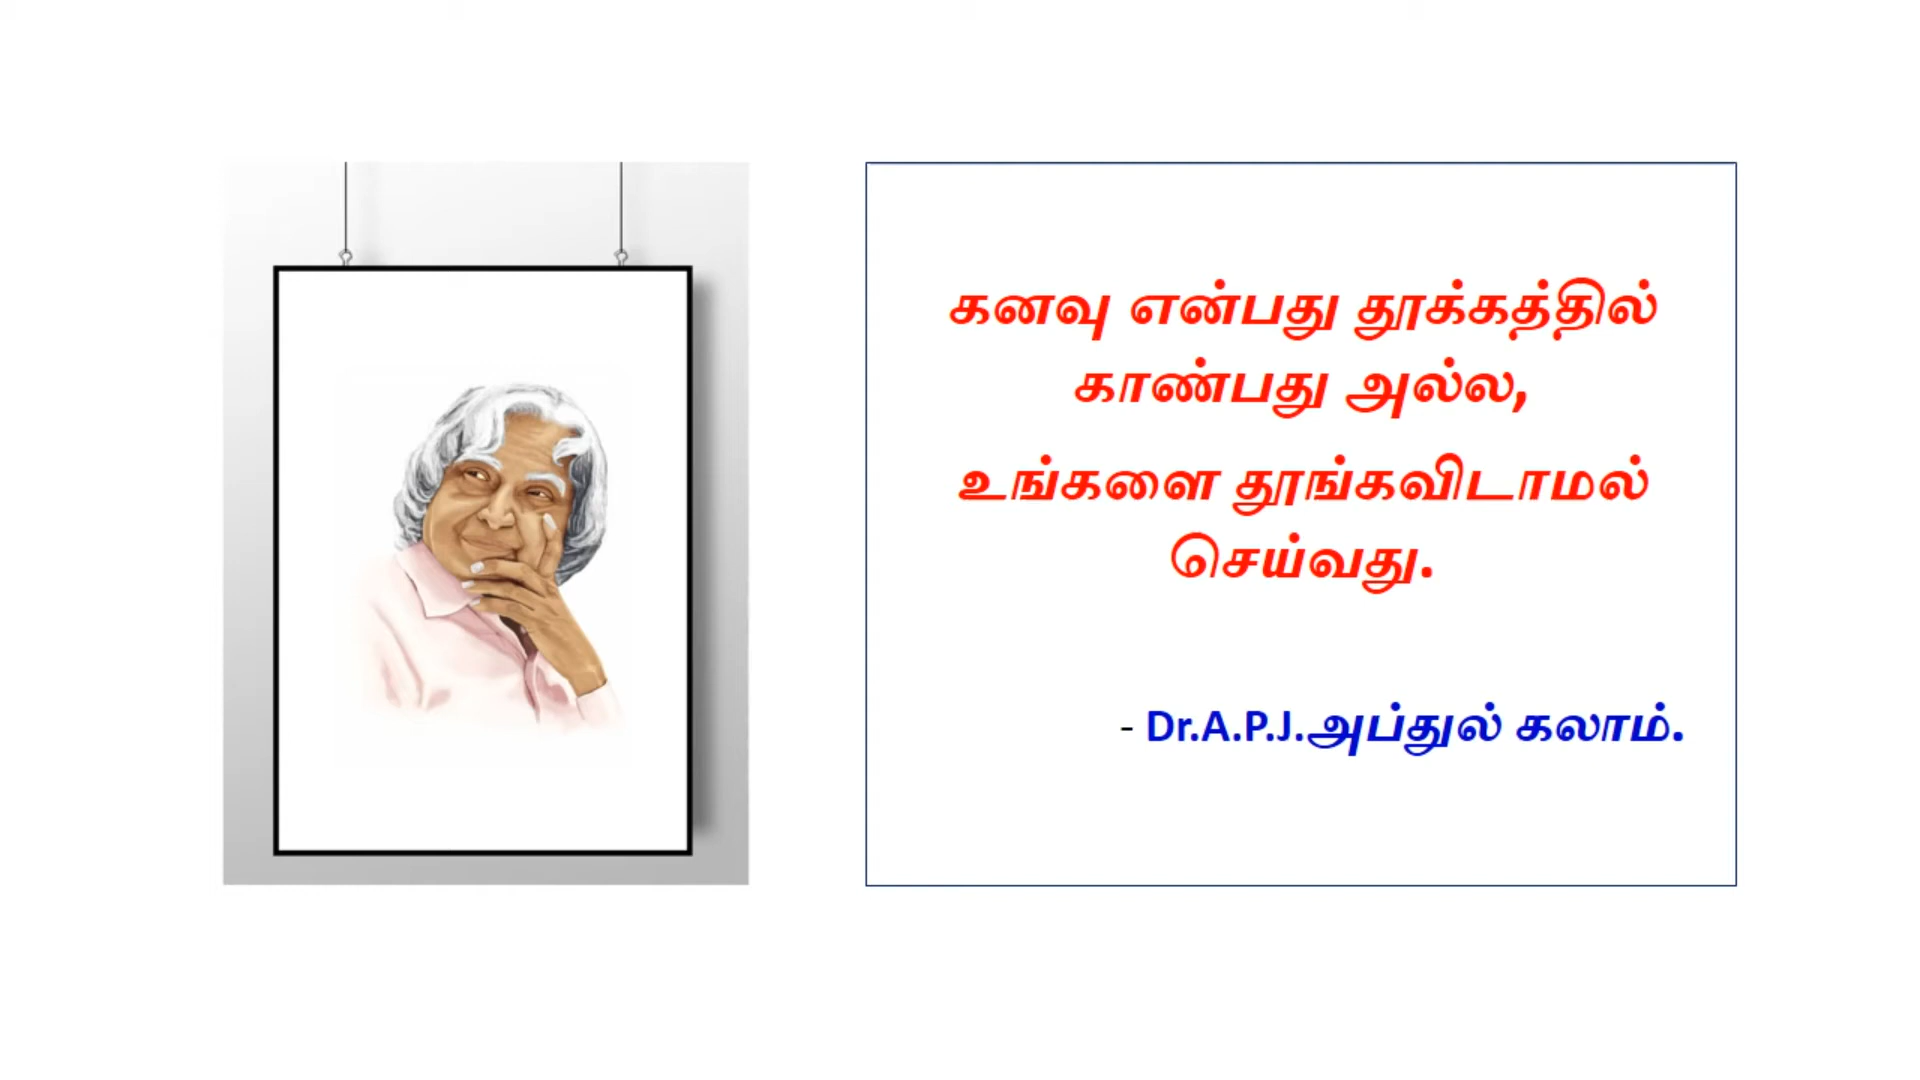 கனவு என்பது தூக்கத்தில்
காண்பது அல்ல,
உங்களை தூங்கவிடாமல்
செய்வது.
- Dr.A.P.J.அப்துல் கலாம்.